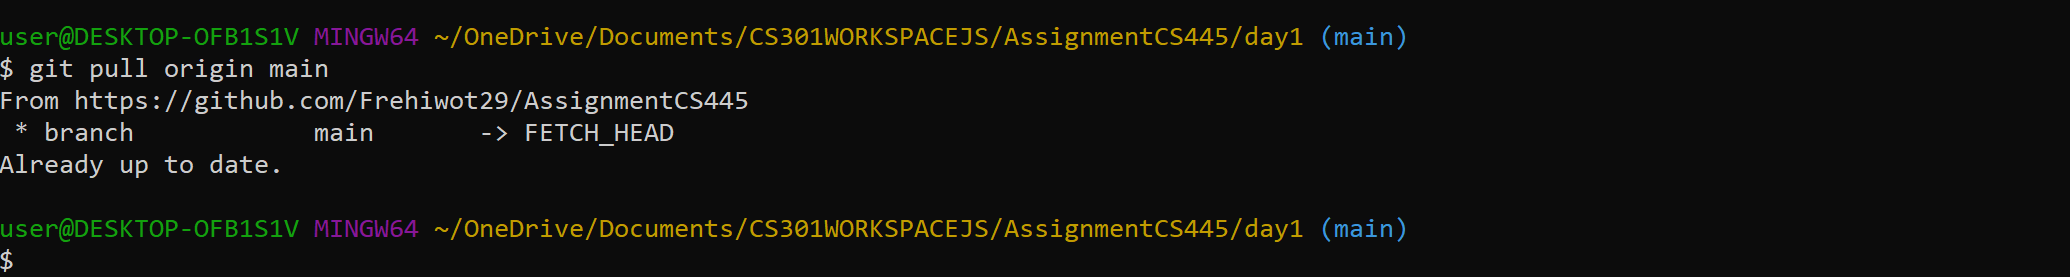 user@DESKTOP-OFB1S1V MINGW64 ~/OneDrive/Documents/CS301WORKSPACEJS/AssignmentCS445/day1 (main)
$ git pull origin main
From https://github.com/Frehiwot29/AssignmentCS445
 * branch            main       -> FETCH_HEAD
Already up to date.
user@DESKTOP-OFB1S1V MINGW64 ~/OneDrive/Documents/CS301WORKSPACEJS/AssignmentCS445/day1 (main)
$